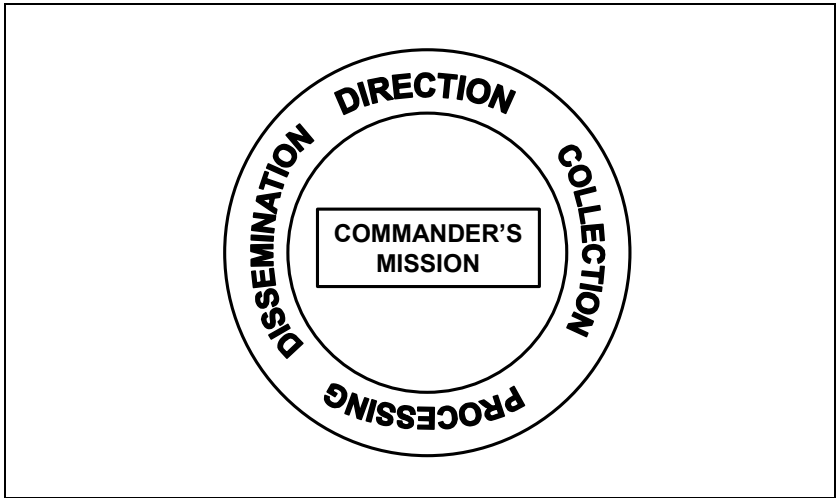 DIRECTION
COLLECTION
PROCESSING
DISSEMINATION
COMMANDER’S
MISSION